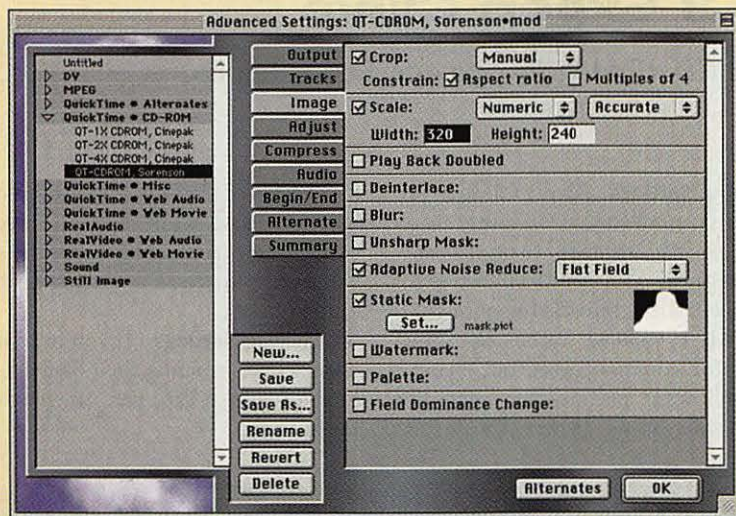 Advanced Settings: QT-CDROM, Sorenson•mod
Untitled
DV
MPEG
QuickTime • Alternates
QuickTime • CD-ROM
QT-1X CDROM, Cinepak
QT-2X CDROM, Cinepak
QT-4X CDROM, Cinepak
QT-CDROM, Sorenson
QuickTime • Misc
QuickTime • Web Audio
QuickTime • Web Movie
RealAudio
RealVideo • Web Audio
RealVideo • Web Movie
Sound
Still Image
New...
Save
Save As...
Rename
Revert
Delete
Output
Tracks
Image
Adjust
Compress
Audio
Begin/End
Alternate
Summary
Crop: Manual
Constrain: Aspect ratio Multiples of 4
Scale: Numeric Accurate
Width: 320 Height: 240
Play Back Doubled
Deinterlace:
Blur:
Unsharp Mask:
Adaptive Noise Reduce: Flat Field
Static Mask:
Set... mask.pict
Watermark:
Palette:
Field Dominance Change:
Alternates OK